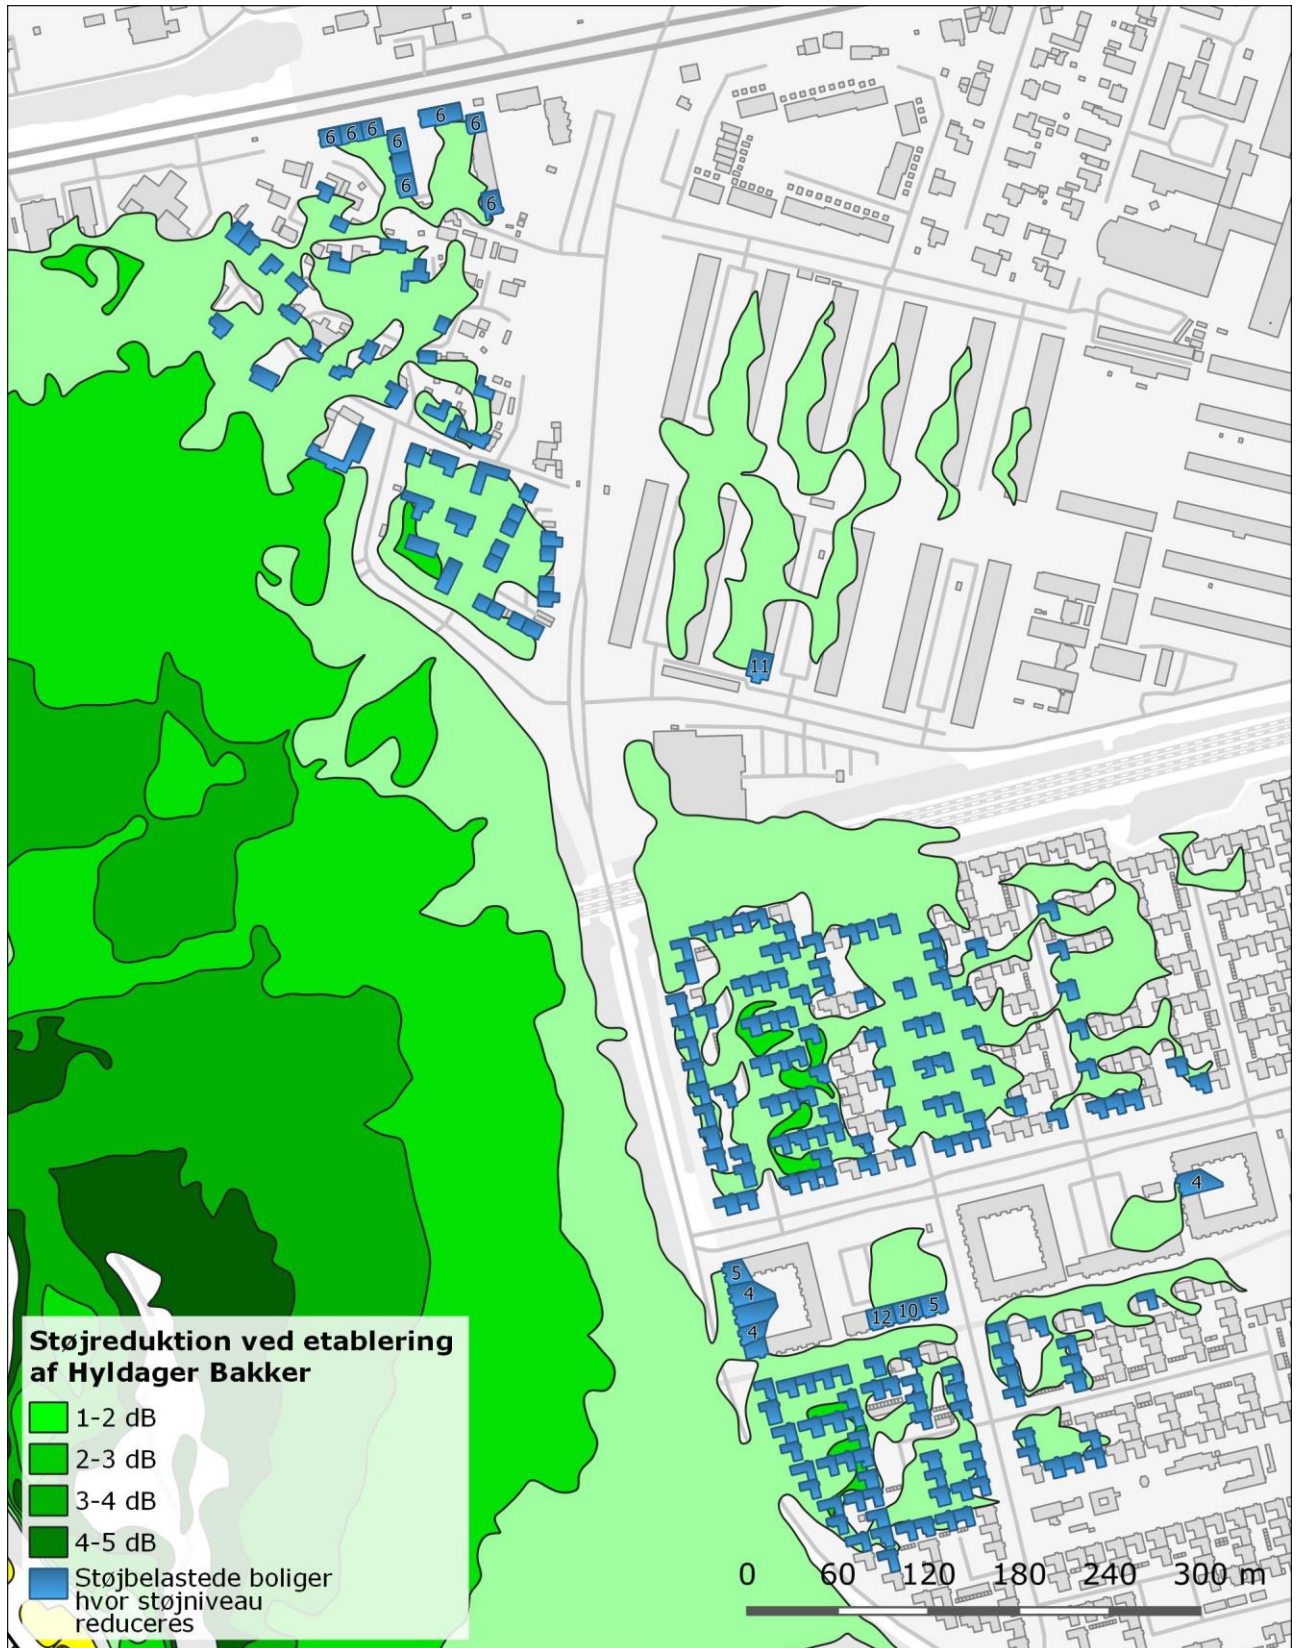 6 6 6 6 6 6
6
6
11
4
5
4
4
12 10 5
Støjreduktion ved etablering
af Hyldager Bakker
1-2 dB
2-3 dB
3-4 dB
4-5 dB
Støjbelastede boliger
hvor støjniveau
reduceres
0 60 120 180 240 300 m